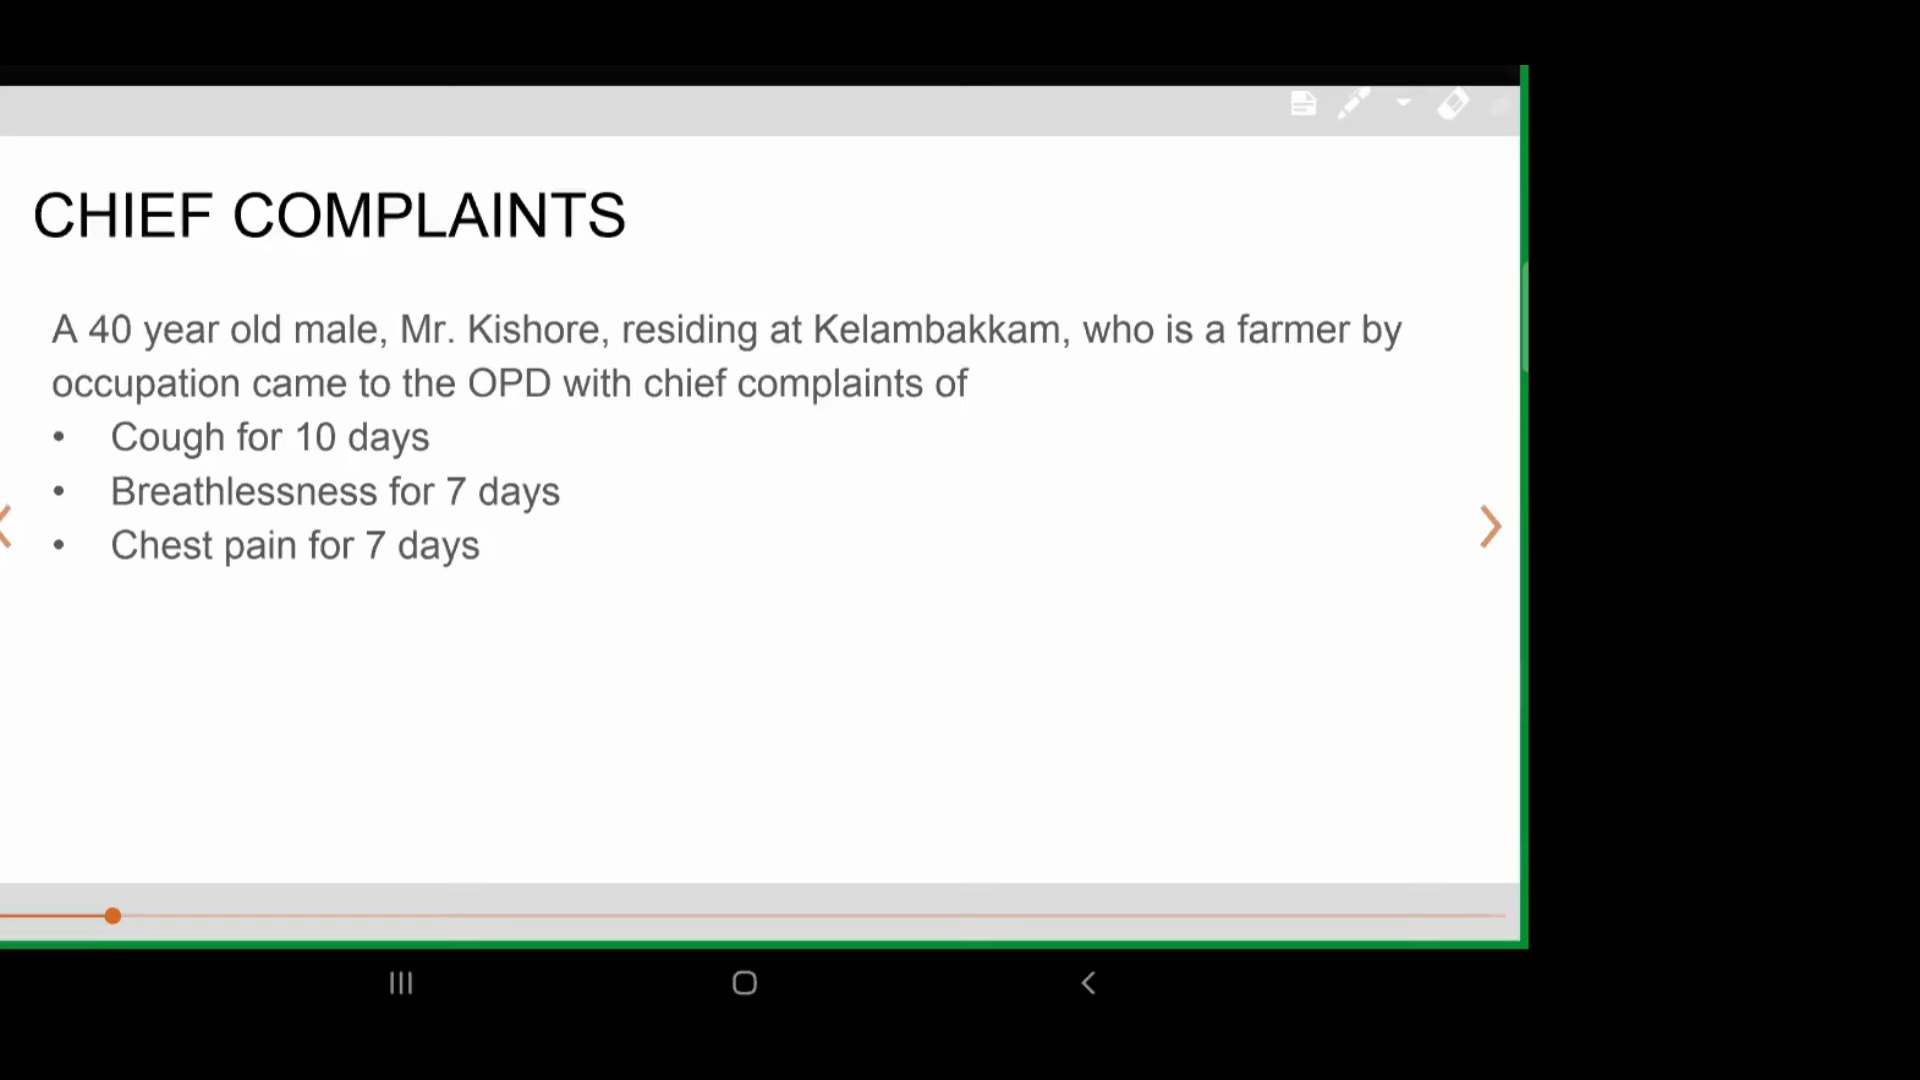 CHIEF COMPLAINTS
A 40 year old male, Mr. Kishore, residing at Kelambakkam, who is a farmer by
occupation came to the OPD with chief complaints of
• Cough for 10 days
• Breathlessness for 7 days
• Chest pain for 7 days